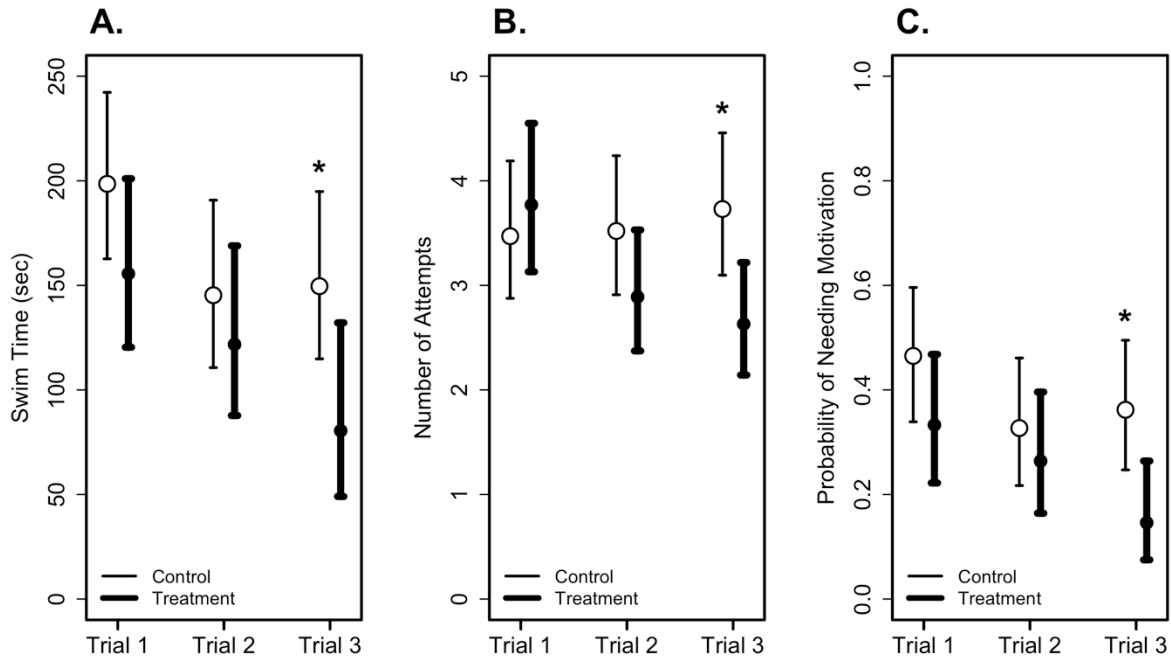 A.
Swim Time (sec)
250
200
150
100
50
0
*
Control
Treatment
Trial 1 Trial 2 Trial 3
B.
Number of Attempts
5
4
3
2
1
0
*
Control
Treatment
Trial 1 Trial 2 Trial 3
C.
Probability of Needing Motivation
1.0
0.8
0.6
0.4
0.2
0.0
*
Control
Treatment
Trial 1 Trial 2 Trial 3